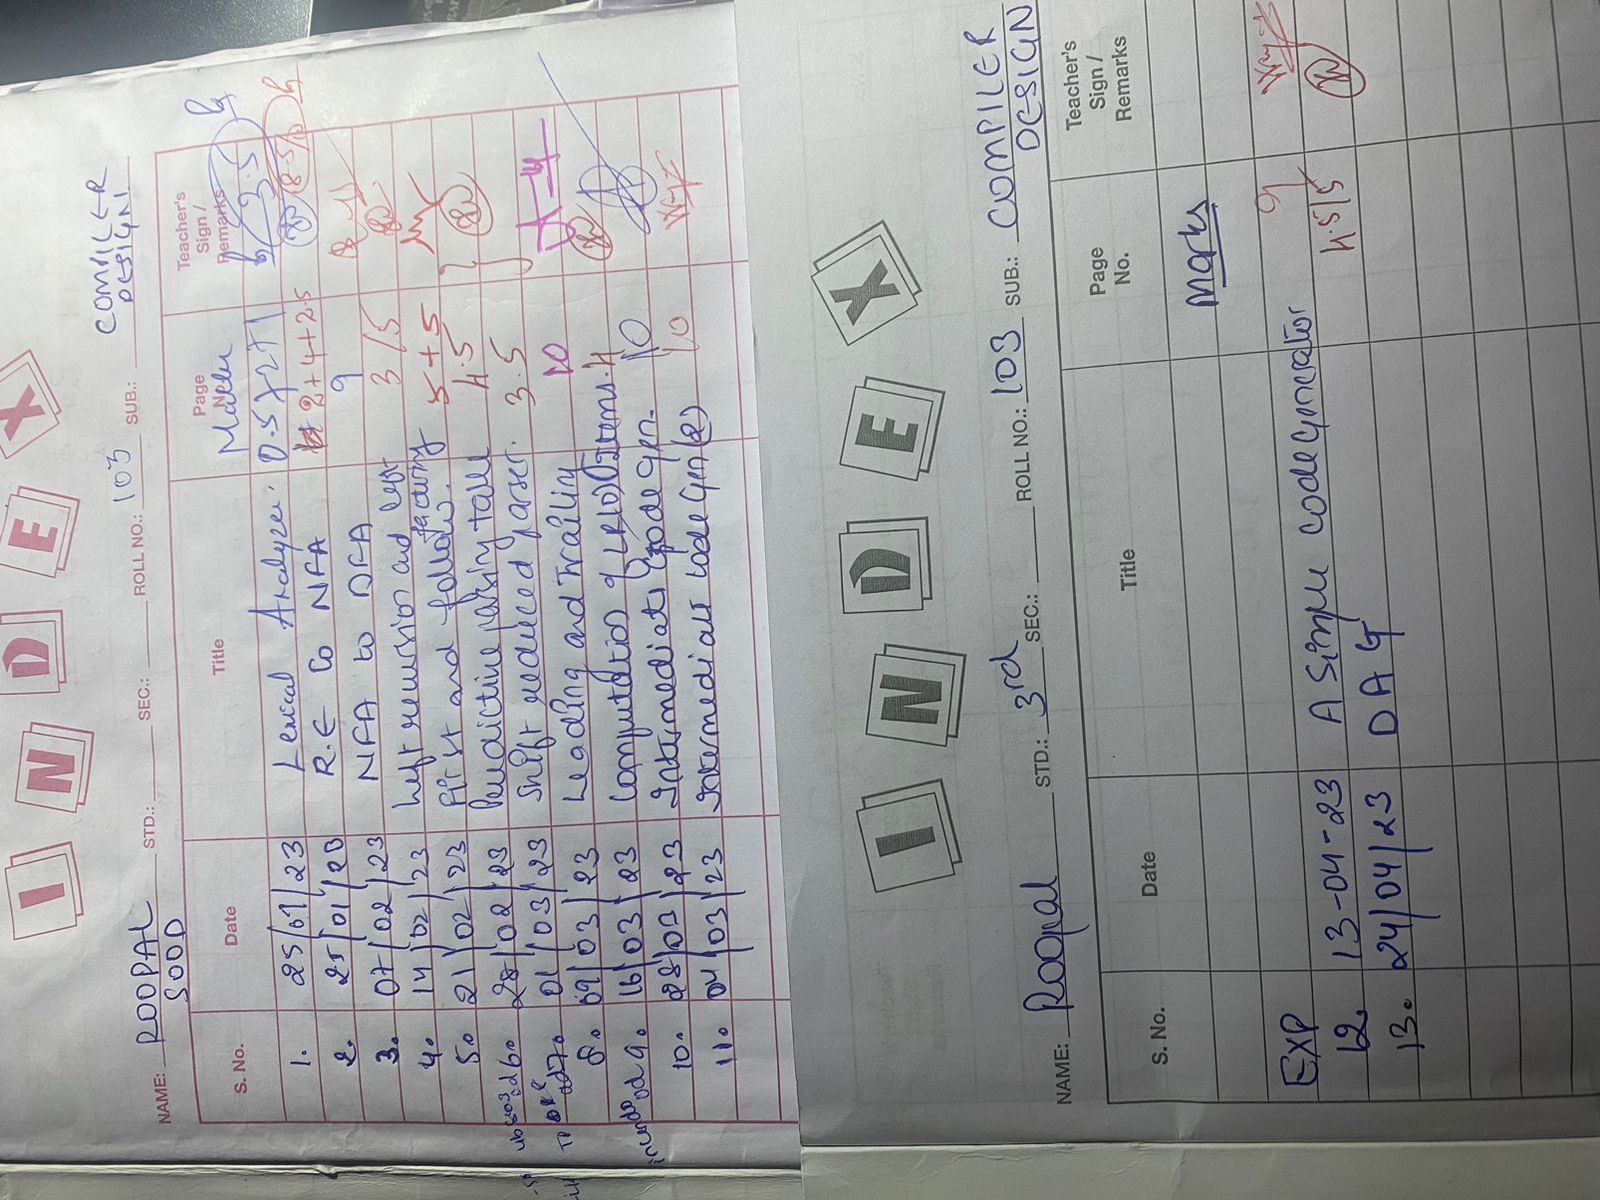 INDEX
NAME: ROOPAL SOOD STD.: SEC.: ROLL NO.: 103 SUB.: COMPILER DESIGN
S. No. Date Title Page Teacher's Sign / Remarks
1. 25/01/23 Lexical Analyzer. 0.5+2+1 3.5
2. 25/01/23 R.E to NFA 2+4+2.5 8.5
3. 07/02/23 NFA to DFA 9
4. 14/02/23 Left recursion and left factoring 3/5
5. 21/02/23 First and follow. 5+5
6. 28/02/23 Predictive parsing table 4.5
7. 01/03/23 Shift reduced parser. 3.5
8. 09/03/23 Leading and Trailing 10
9. 16/03/23 Computation of LR(0) Items. 4
10. 28/03/23 Intermediate Code gen. 10
11. 04/03/23 Intermediate Code Gen (2) 10
INDEX
NAME: Roopal STD.: 3rd SEC.: ROLL NO.: 103 SUB.: COMPILER DESIGN
S. No. Date Title Page No. Teacher's Sign / Remarks
Marks
EXP
12. 13-04-23 A Simple code generator 9
13. 24/04/23 DAG 4.5/5